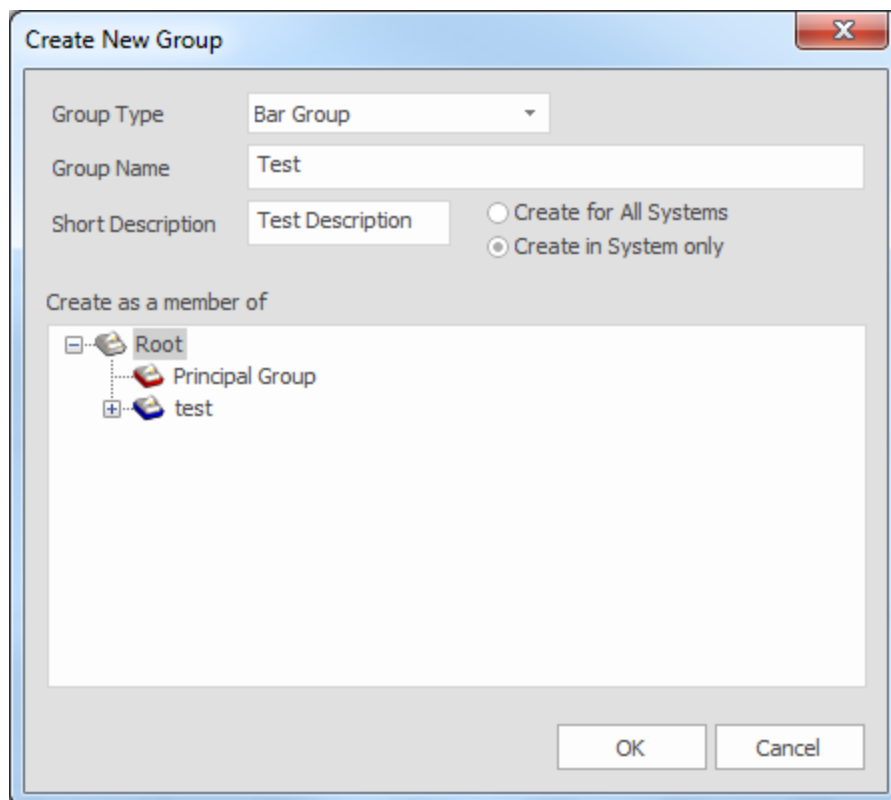 Create New Group
Group Type Bar Group
Group Name Test
Short Description Test Description
Create for All Systems
Create in System only
Create as a member of
Root
Principal Group
test
OK Cancel